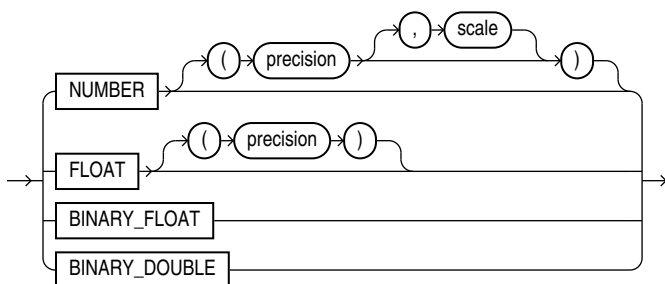 , scale
( precision )
NUMBER
( precision )
FLOAT
BINARY_FLOAT
BINARY_DOUBLE